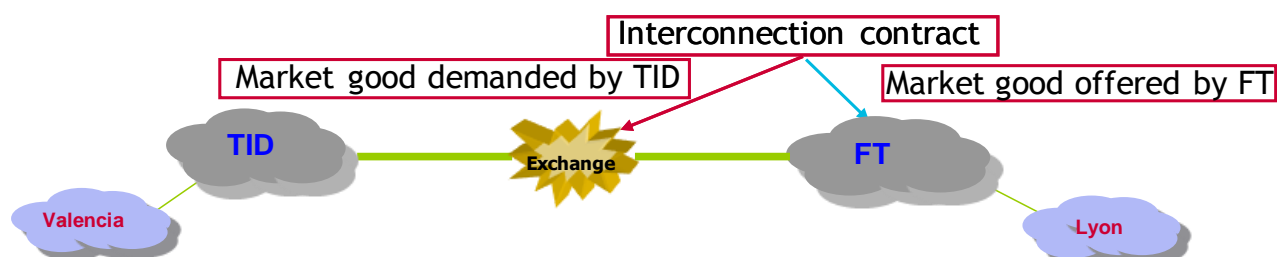 Interconnection contract
Market good demanded by TID
Market good offered by FT
TID
Exchange
FT
Valencia
Lyon